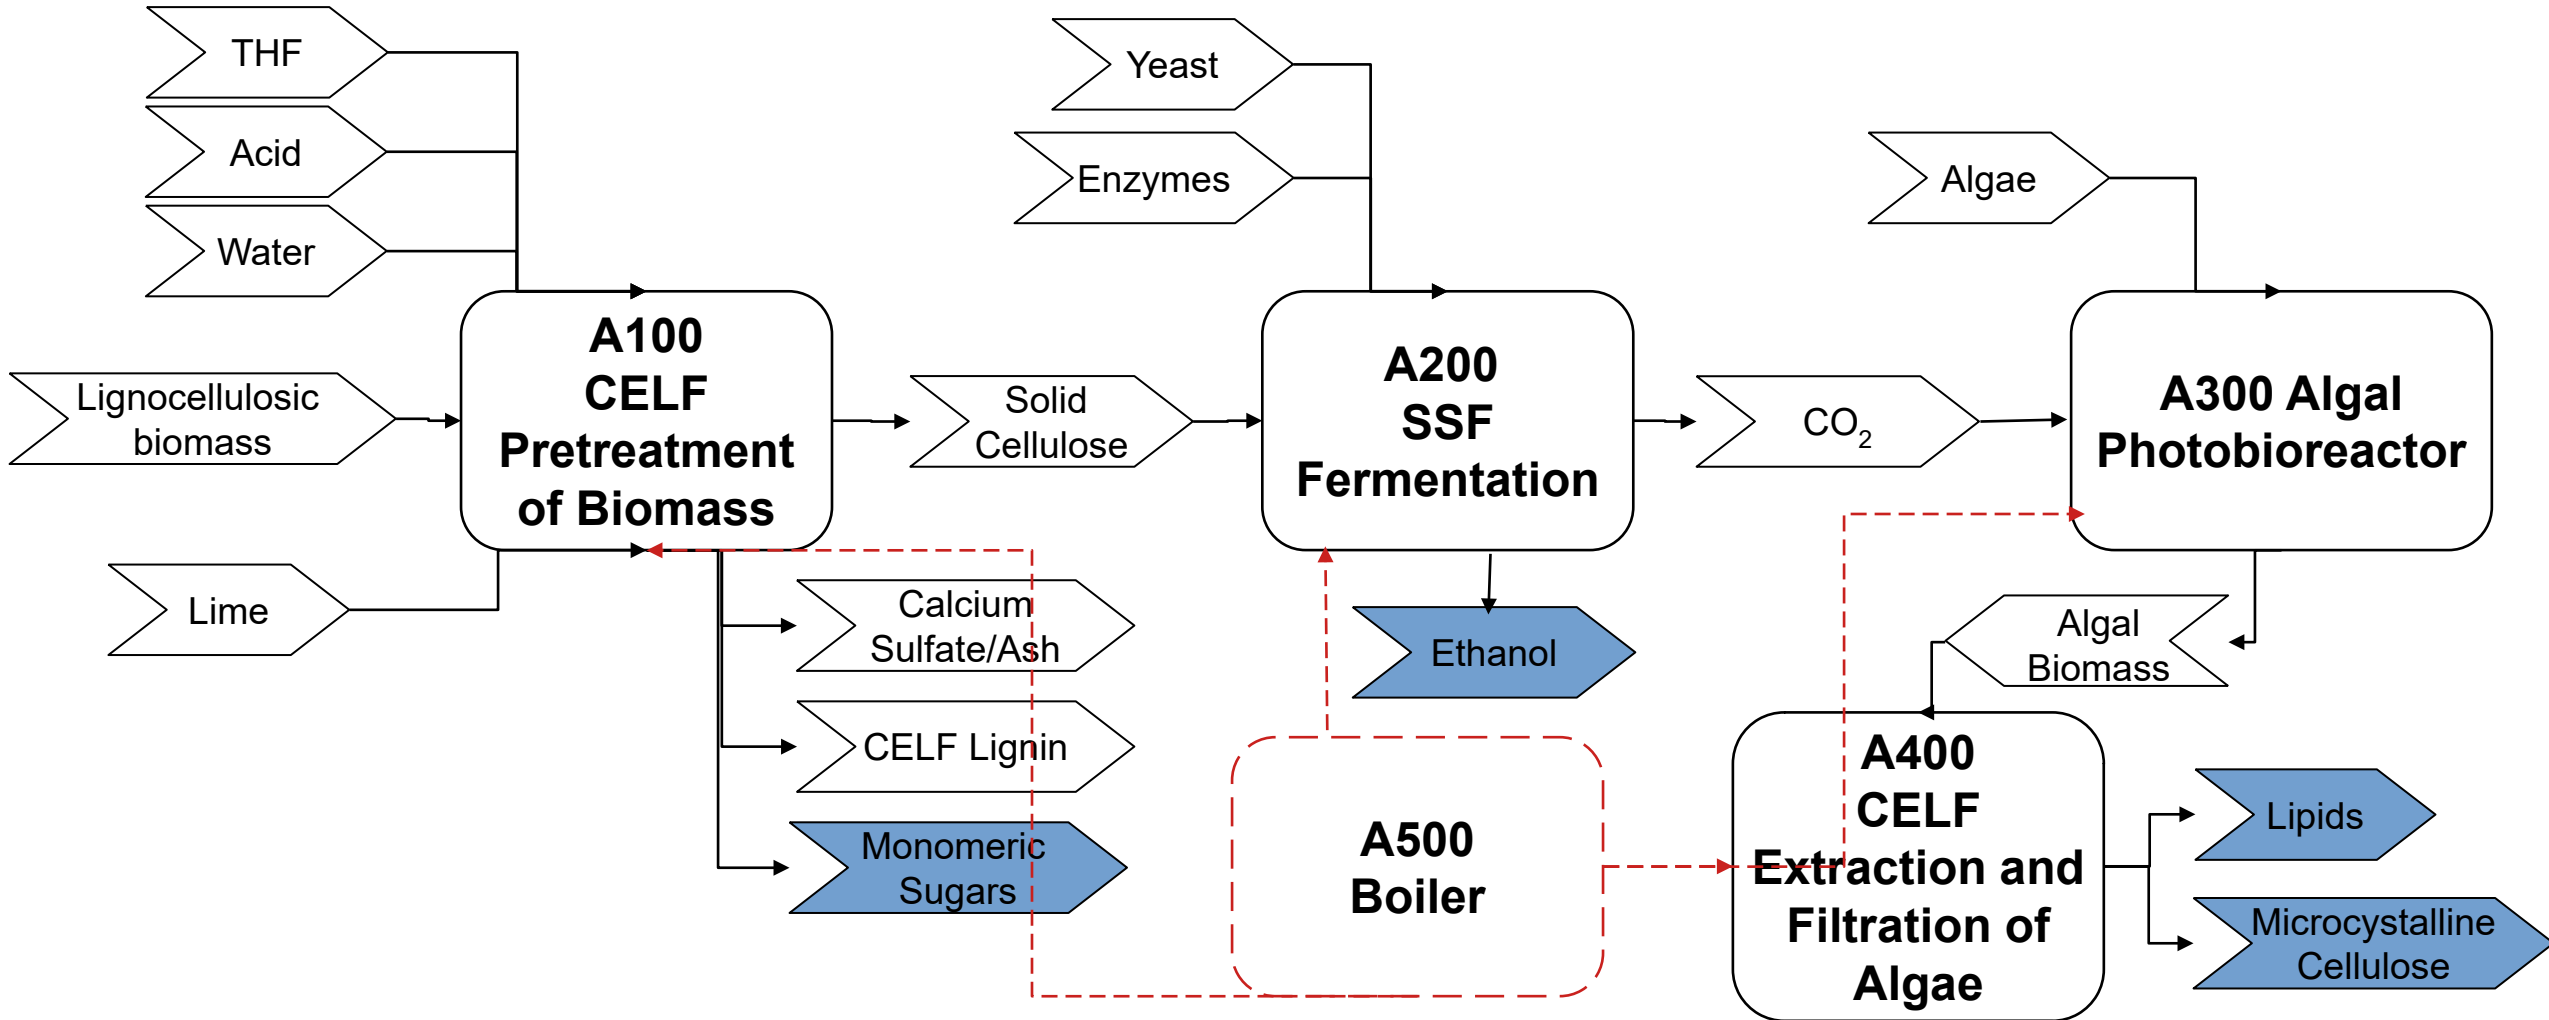 THF
Acid
Water
Lignocellulosic
biomass
Lime
A100
CELF
Pretreatment
of Biomass
Calcium
Sulfate/Ash
CELF Lignin
Monomeric
Sugars
Solid
Cellulose
Yeast
Enzymes
A200
SSF
Fermentation
Ethanol
A500
Boiler
CO₂
Algae
A300 Algal
Photobioreactor
Algal
Biomass
A400
CELF
Extraction and
Filtration of
Algae
Lipids
Microcystalline
Cellulose